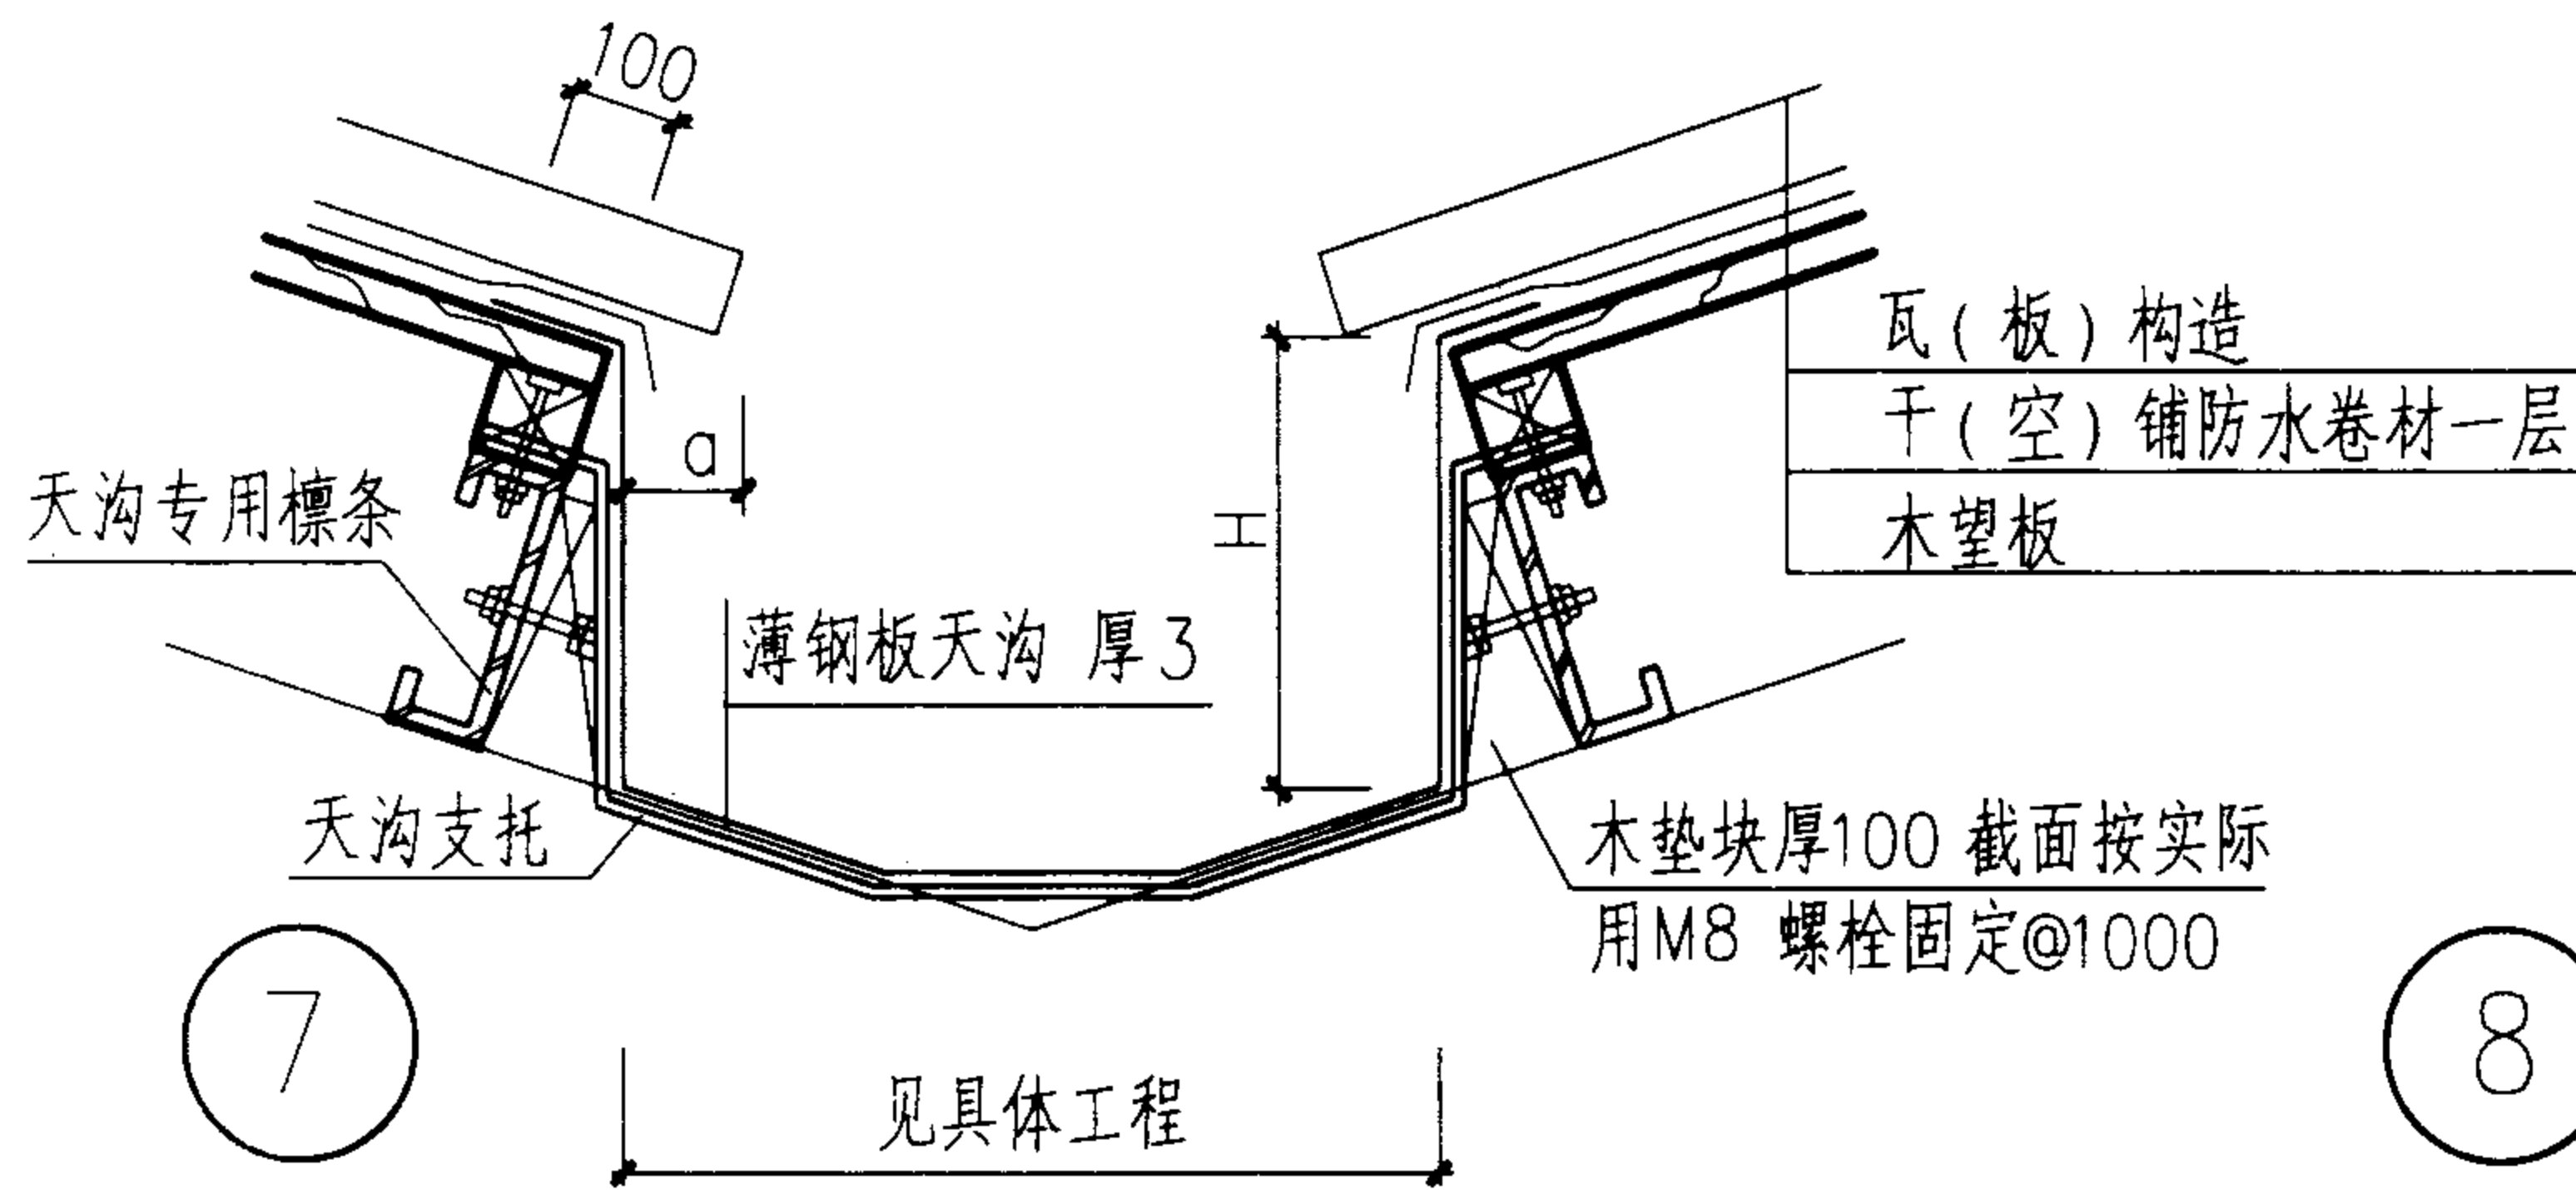 100
瓦(板)构造
干(空)铺防水卷材一层
木望板
a
天沟专用檩条
H
薄钢板天沟 厚3
天沟支托
木垫块厚100 截面按实际
用M8 螺栓固定@1000
7
8
见具体工程